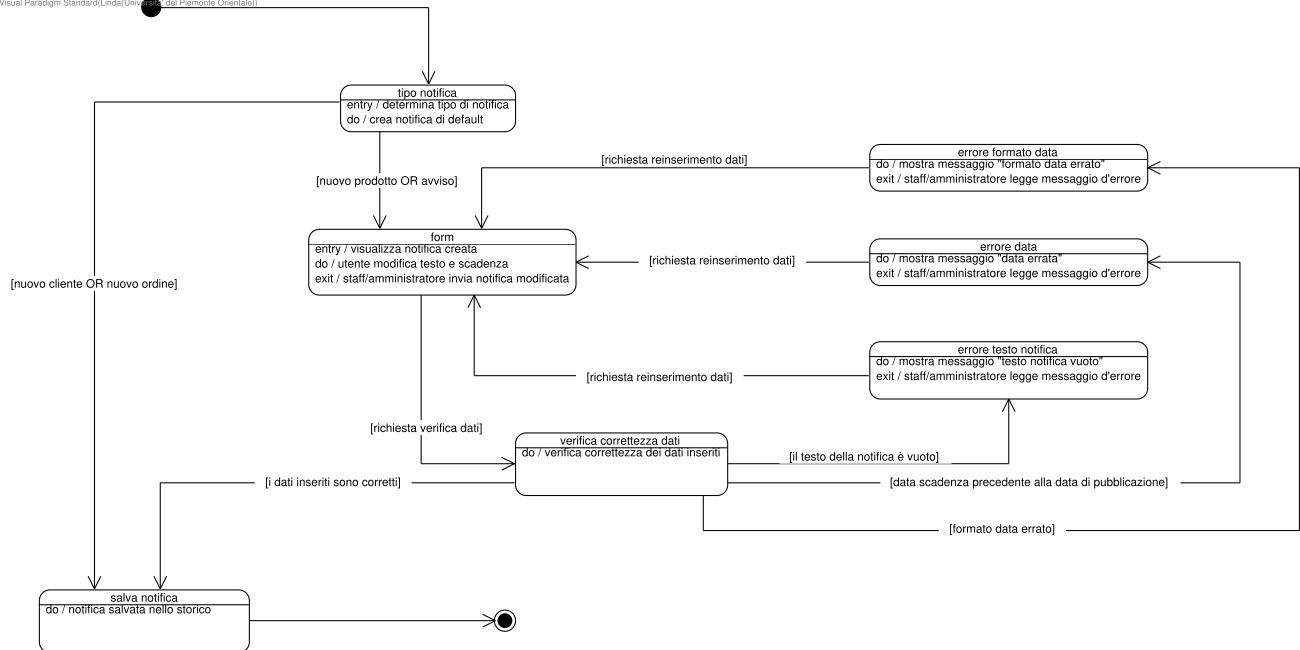 Visual Paradigm Standard(Linda(Università del Piemonte Orientale))
tipo notifica
entry / determina tipo di notifica
do / crea notifica di default
[nuovo prodotto OR avviso]
[richiesta reinserimento dati]
errore formato data
do / mostra messaggio "formato data errato"
exit / staff/amministratore legge messaggio d'errore
form
entry / visualizza notifica creata
do / utente modifica testo e scadenza
exit / staff/amministratore invia notifica modificata
[richiesta reinserimento dati]
errore data
do / mostra messaggio "data errata"
exit / staff/amministratore legge messaggio d'errore
[nuovo cliente OR nuovo ordine]
errore testo notifica
do / mostra messaggio "testo notifica vuoto"
exit / staff/amministratore legge messaggio d'errore
[richiesta reinserimento dati]
[richiesta verifica dati]
verifica correttezza dati
do / verifica correttezza dei dati inseriti
[il testo della notifica è vuoto]
[i dati inseriti sono corretti]
[data scadenza precedente alla data di pubblicazione]
[formato data errato]
salva notifica
do / notifica salvata nello storico